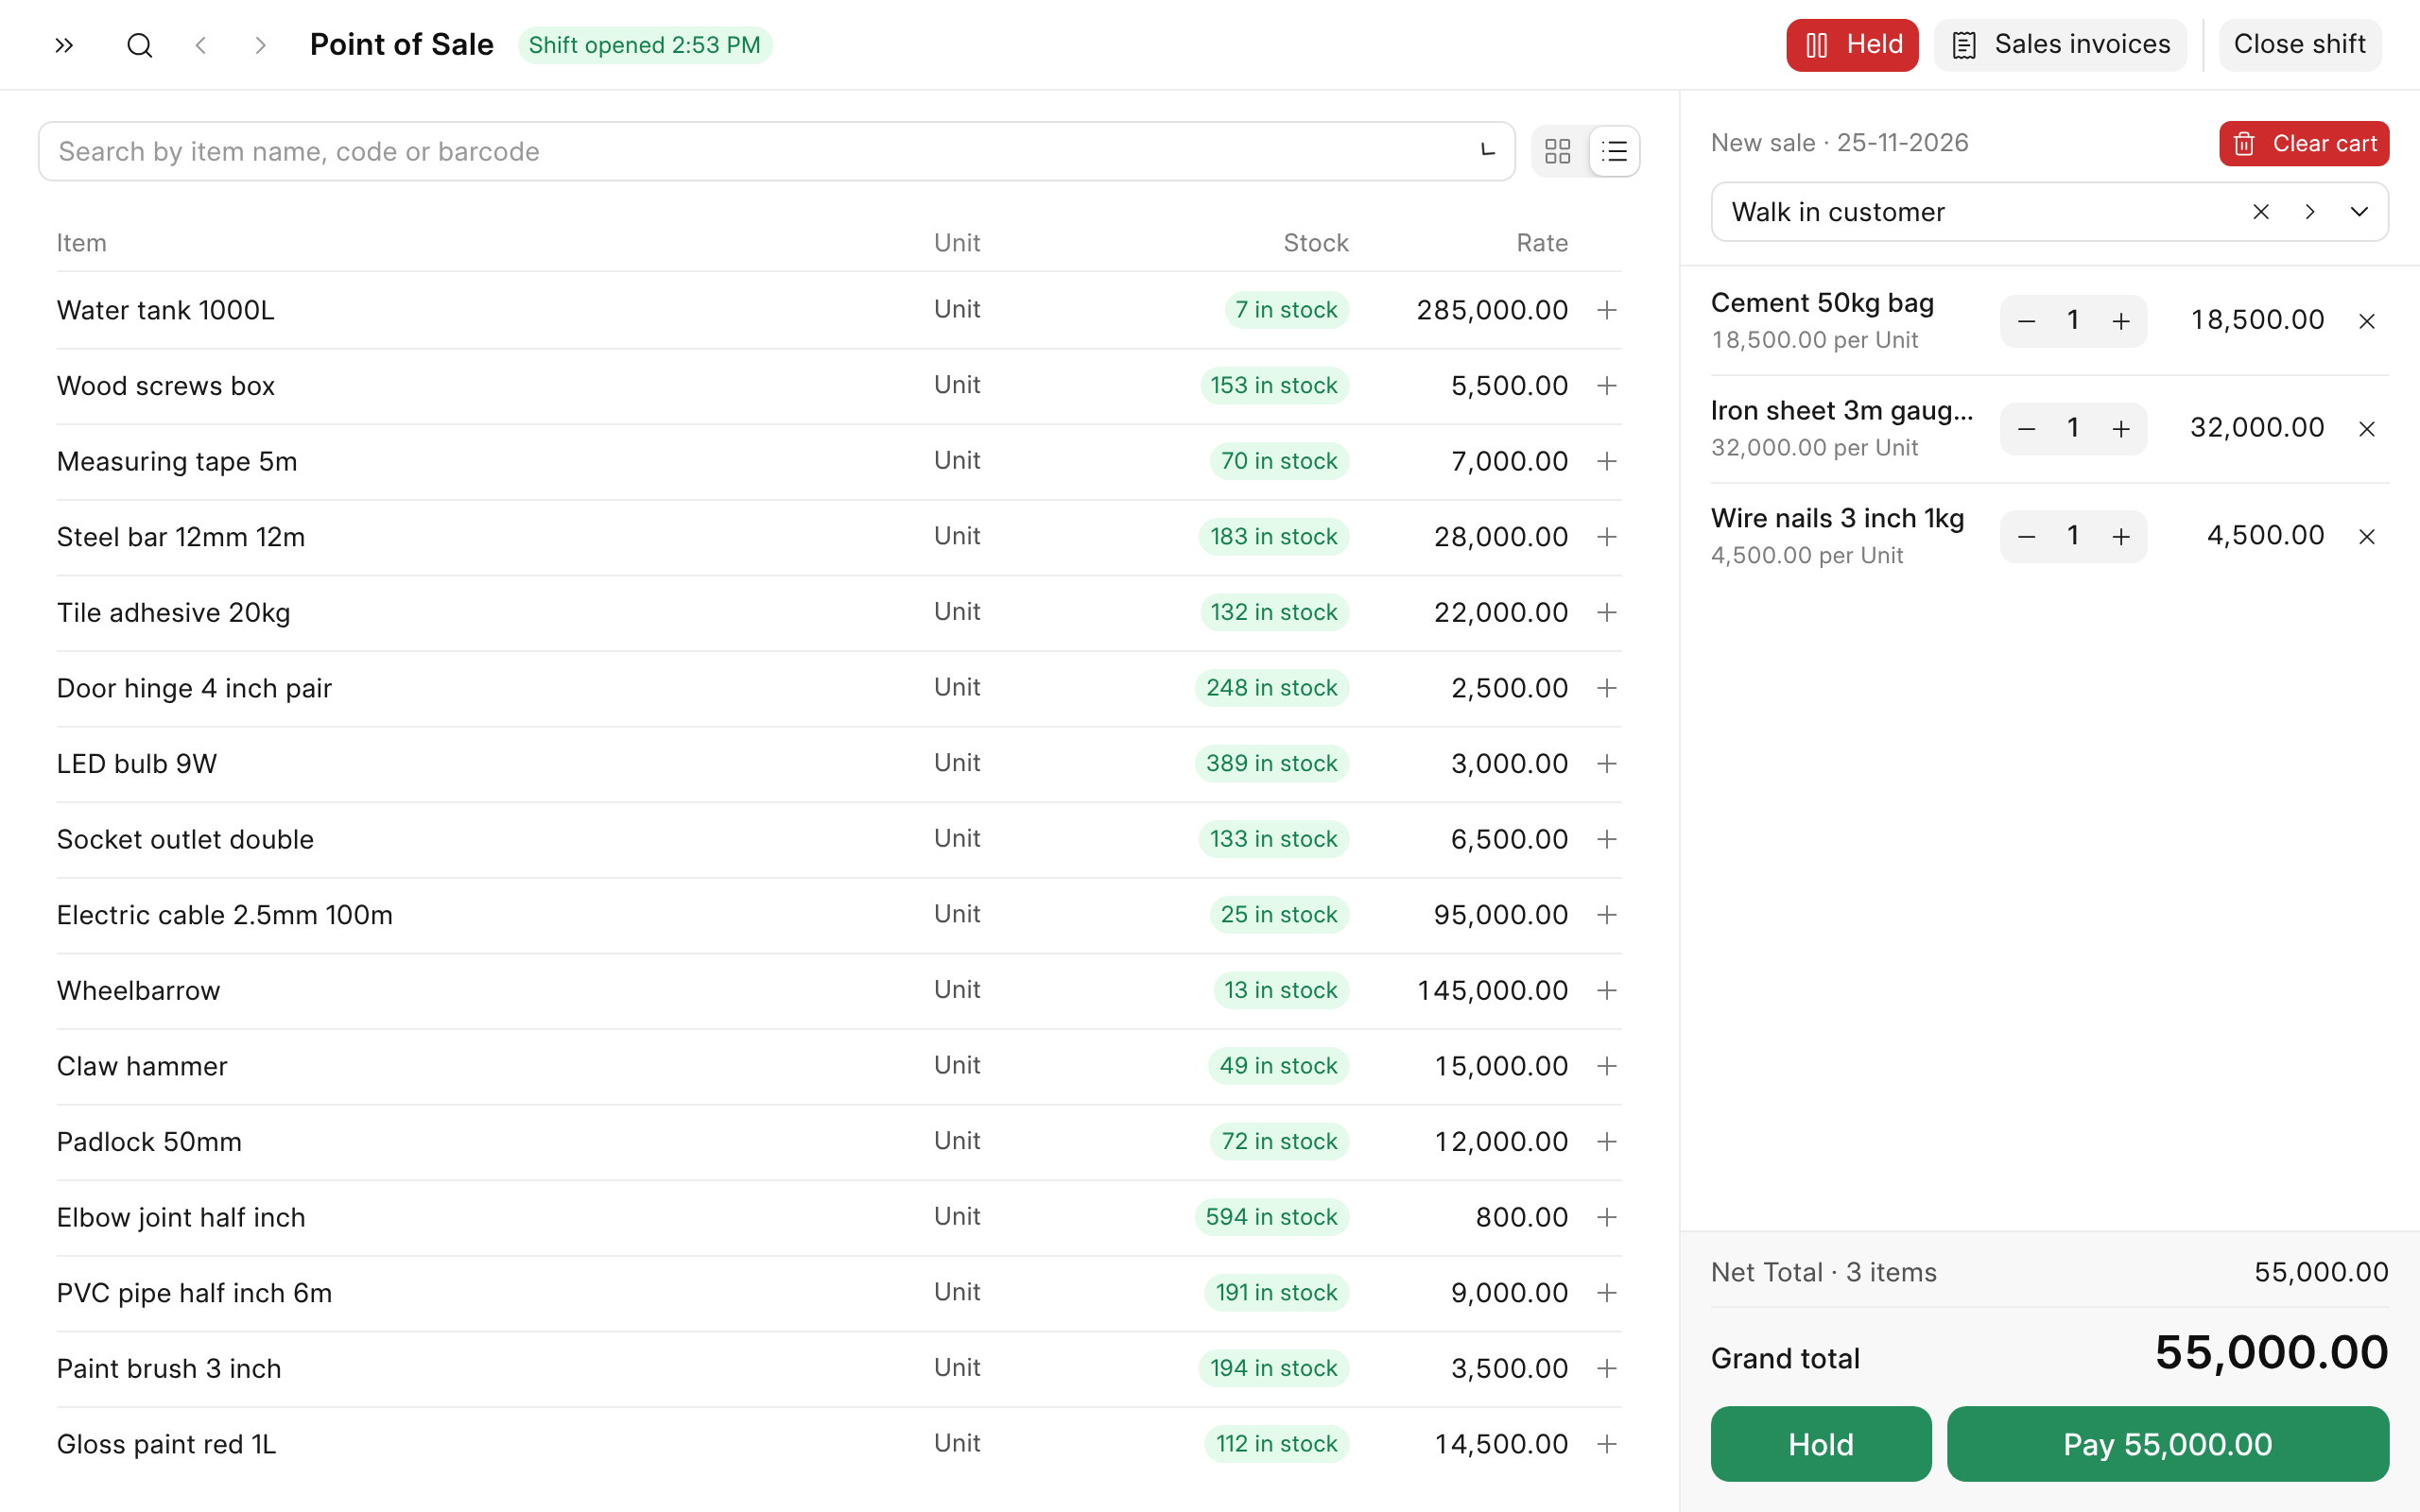 Point of Sale
Shift opened 2:53 PM
Held
Sales invoices
Close shift
Search by item name, code or barcode
Item Unit Stock Rate
Water tank 1000L Unit 7 in stock 285,000.00
Wood screws box Unit 153 in stock 5,500.00
Measuring tape 5m Unit 70 in stock 7,000.00
Steel bar 12mm 12m Unit 183 in stock 28,000.00
Tile adhesive 20kg Unit 132 in stock 22,000.00
Door hinge 4 inch pair Unit 248 in stock 2,500.00
LED bulb 9W Unit 389 in stock 3,000.00
Socket outlet double Unit 133 in stock 6,500.00
Electric cable 2.5mm 100m Unit 25 in stock 95,000.00
Wheelbarrow Unit 13 in stock 145,000.00
Claw hammer Unit 49 in stock 15,000.00
Padlock 50mm Unit 72 in stock 12,000.00
Elbow joint half inch Unit 594 in stock 800.00
PVC pipe half inch 6m Unit 191 in stock 9,000.00
Paint brush 3 inch Unit 194 in stock 3,500.00
Gloss paint red 1L Unit 112 in stock 14,500.00
New sale · 25-11-2026
Clear cart
Walk in customer
Cement 50kg bag 1 18,500.00
18,500.00 per Unit
Iron sheet 3m gaug... 1 32,000.00
32,000.00 per Unit
Wire nails 3 inch 1kg 1 4,500.00
4,500.00 per Unit
Net Total · 3 items 55,000.00
Grand total 55,000.00
Hold
Pay 55,000.00